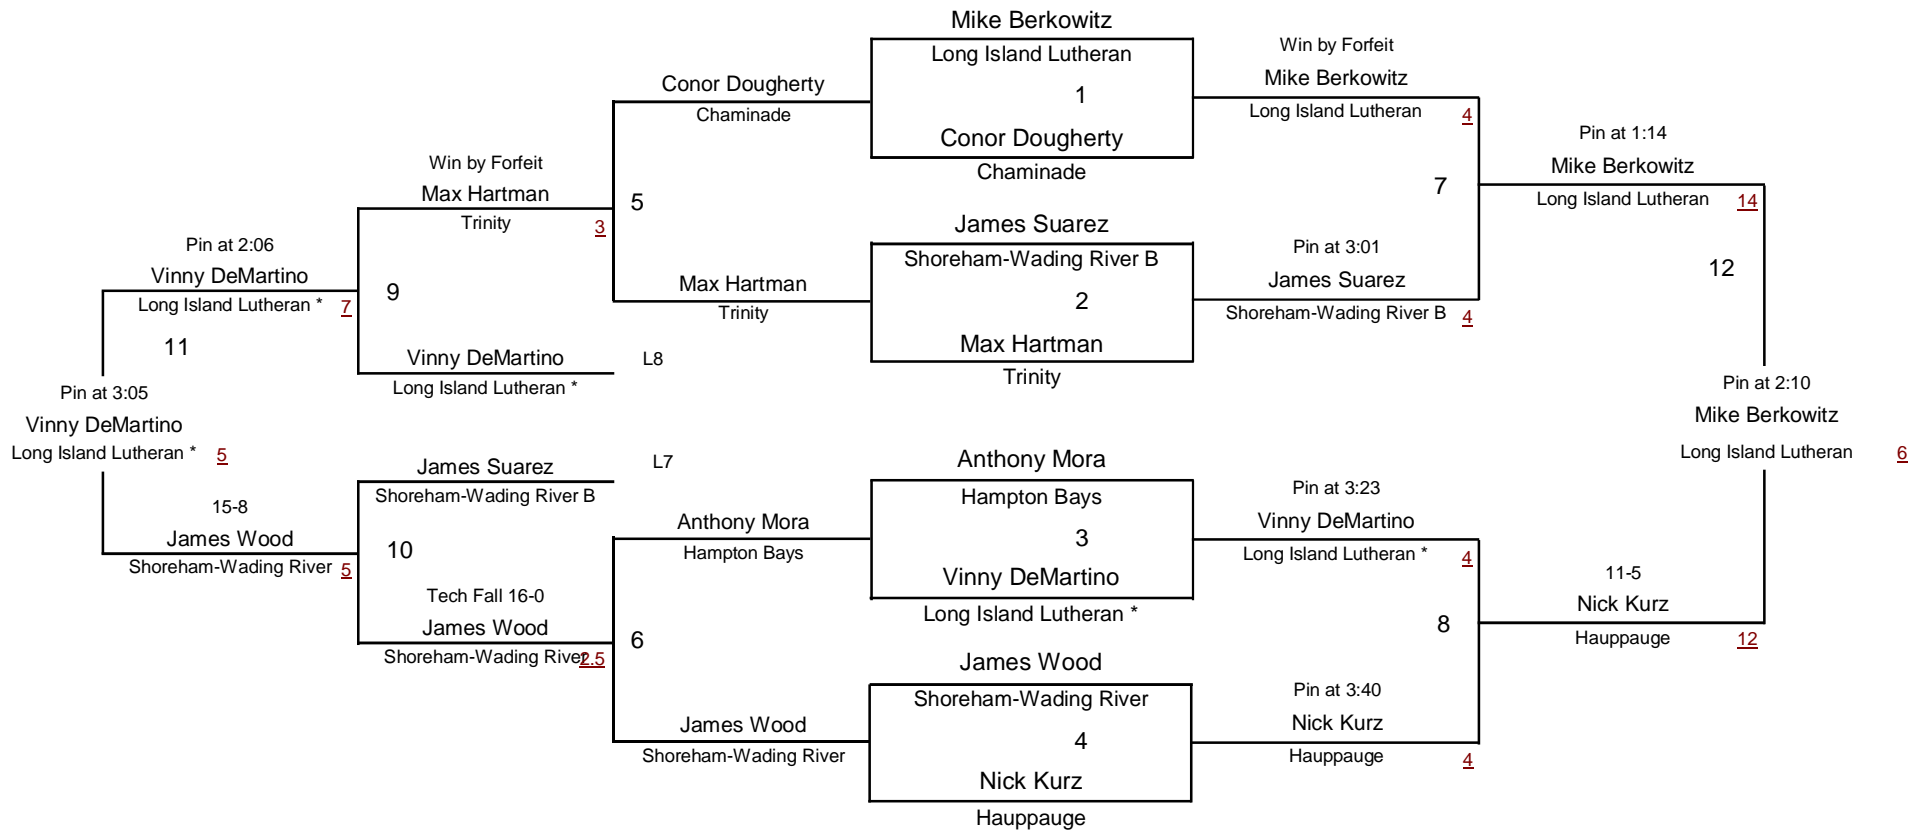 Mike Berkowitz
Long Island Lutheran
1
Conor Dougherty
Chaminade
Conor Dougherty
Chaminade
Win by Forfeit
Mike Berkowitz
Long Island Lutheran
4
Pin at 1:14
Mike Berkowitz
Long Island Lutheran
14
Win by Forfeit
Max Hartman
Trinity
3
5
7
James Suarez
Shoreham-Wading River B
2
Max Hartman
Trinity
Max Hartman
Trinity
Pin at 3:01
James Suarez
Shoreham-Wading River B
4
12
Pin at 2:06
Vinny DeMartino
Long Island Lutheran *
7
9
11
Vinny DeMartino
Long Island Lutheran *
L8
Pin at 3:05
Vinny DeMartino
Long Island Lutheran *
5
Pin at 2:10
Mike Berkowitz
Long Island Lutheran
6
James Suarez
Shoreham-Wading River B
L7
Anthony Mora
Hampton Bays
3
Vinny DeMartino
Long Island Lutheran *
Anthony Mora
Hampton Bays
Pin at 3:23
Vinny DeMartino
Long Island Lutheran *
4
15-8
James Wood
Shoreham-Wading River
5
10
Tech Fall 16-0
James Wood
Shoreham-Wading River
2.5
6
8
11-5
Nick Kurz
Hauppauge
12
James Wood
Shoreham-Wading River
4
Nick Kurz
Hauppauge
James Wood
Shoreham-Wading River
Pin at 3:40
Nick Kurz
Hauppauge
4